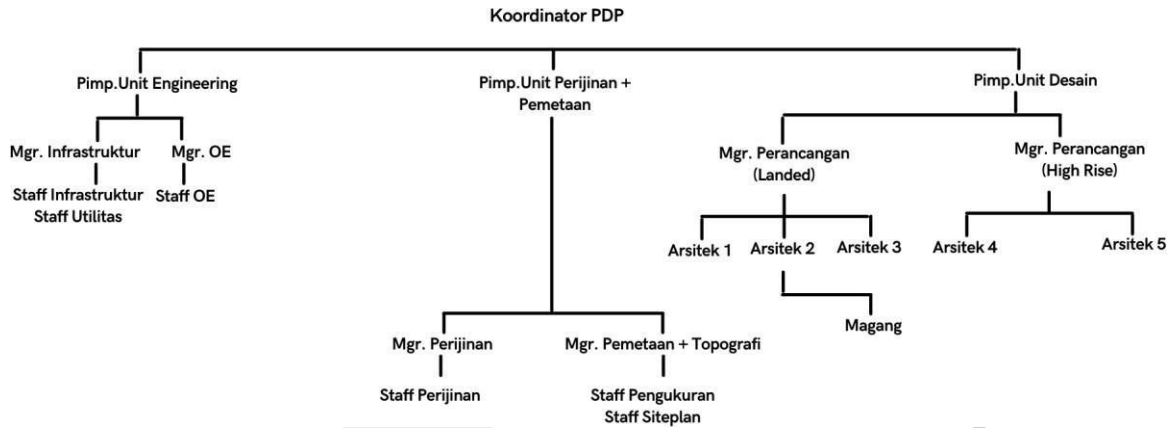 Koordinator PDP
Pimp.Unit Engineering
Pimp.Unit Perijinan +
Pemetaan
Pimp.Unit Desain
Mgr. Infrastruktur
Mgr. OE
Mgr. Perancangan
(Landed)
Mgr. Perancangan
(High Rise)
Staff Infrastruktur
Staff Utilitas
Staff OE
Arsitek 1
Arsitek 2
Arsitek 3
Arsitek 4
Arsitek 5
Magang
Mgr. Perijinan
Mgr. Pemetaan + Topografi
Staff Perijinan
Staff Pengukuran
Staff Siteplan